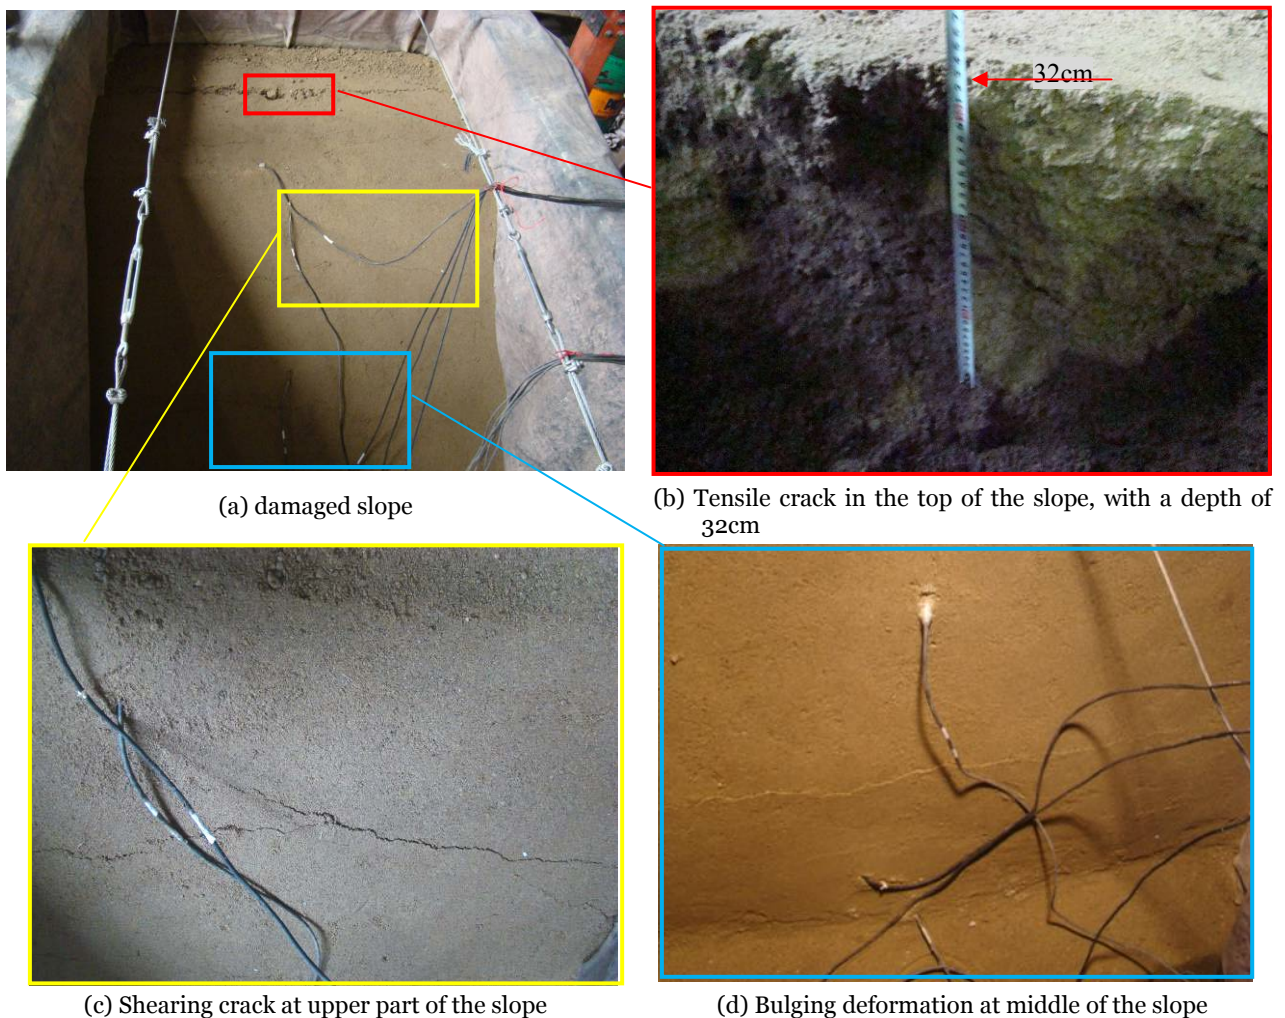 32cm
(a) damaged slope
(b) Tensile crack in the top of the slope, with a depth of
32cm
(c) Shearing crack at upper part of the slope
(d) Bulging deformation at middle of the slope